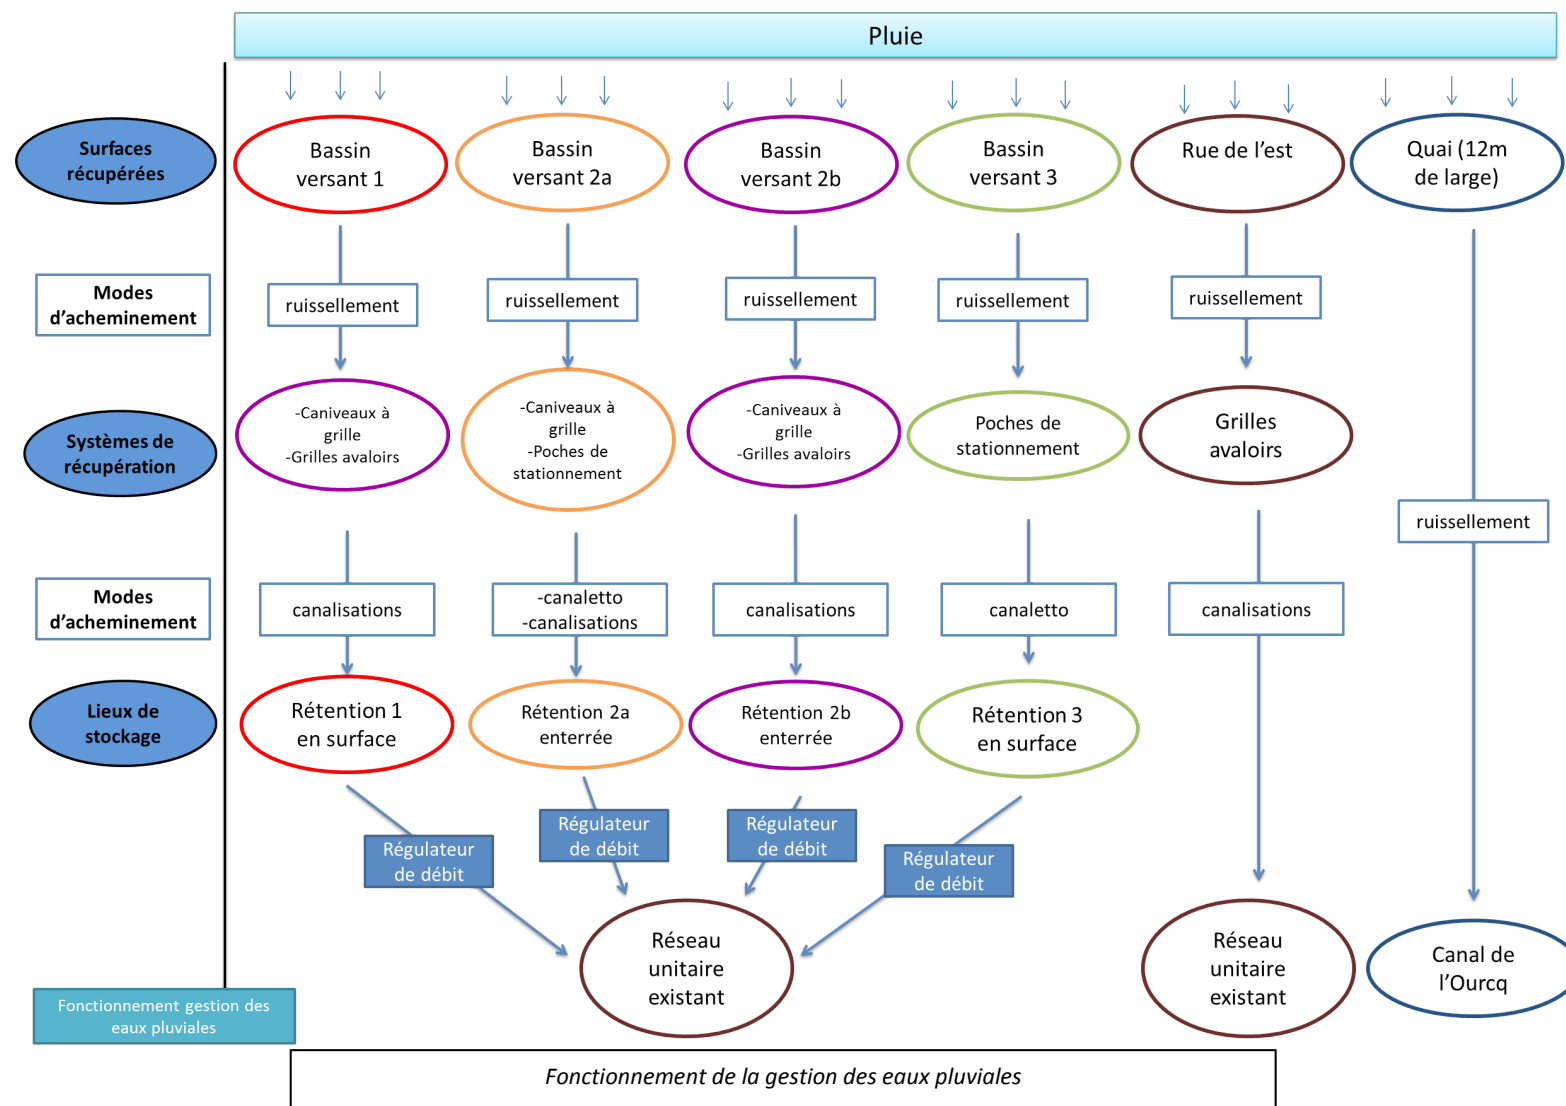 Pluie
Surfaces
récupérées
Bassin
versant 1
Bassin
versant 2a
Bassin
versant 2b
Bassin
versant 3
Rue de l’est
Quai (12m
de large)
Modes
d’acheminement
ruissellement
ruissellement
ruissellement
ruissellement
ruissellement
Systèmes de
récupération
-Caniveaux à
grille
-Grilles avaloirs
-Caniveaux à
grille
-Poches de
stationnement
-Caniveaux à
grille
-Grilles avaloirs
Poches de
stationnement
Grilles
avaloirs
ruissellement
Modes
d’acheminement
canalisations
-canaletto
-canalisations
canalisations
canaletto
canalisations
Lieux de
stockage
Rétention 1
en surface
Rétention 2a
enterrée
Rétention 2b
enterrée
Rétention 3
en surface
Régulateur
de débit
Régulateur
de débit
Régulateur
de débit
Régulateur
de débit
Réseau
unitaire
existant
Réseau
unitaire
existant
Canal de
l’Ourcq
Fonctionnement gestion des
eaux pluviales
Fonctionnement de la gestion des eaux pluviales